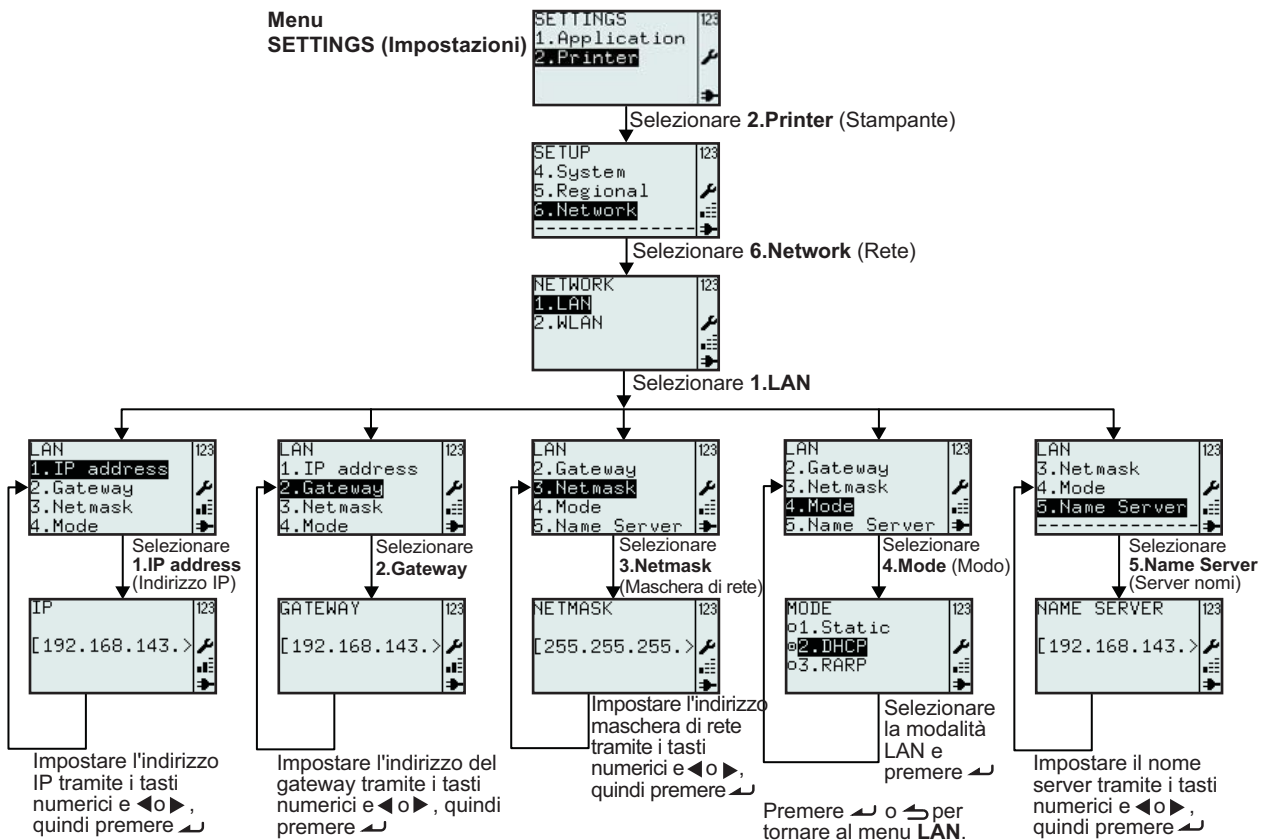 Menu
SETTINGS (Impostazioni)
SETTINGS
123
1.Application
2.Printer
Selezionare 2.Printer (Stampante)
SETUP
123
4.System
5.Regional
6.Network
Selezionare 6.Network (Rete)
NETWORK
123
1.LAN
2.WLAN
Selezionare 1.LAN
LAN
123
1.IP address
2.Gateway
3.Netmask
4.Mode
Selezionare
1.IP address
(Indirizzo IP)
IP
123
[192.168.143.>
Impostare l'indirizzo
IP tramite i tasti
numerici e ◀ o ▶ ,
quindi premere ↵
LAN
123
1.IP address
2.Gateway
3.Netmask
4.Mode
Selezionare
2.Gateway
GATEWAY
123
[192.168.143.>
Impostare l'indirizzo del
gateway tramite i tasti
numerici e ◀ o ▶ , quindi
premere ↵
LAN
123
2.Gateway
3.Netmask
4.Mode
5.Name Server
Selezionare
3.Netmask
(Maschera di rete)
NETMASK
123
[255.255.255.>
Impostare l'indirizzo
maschera di rete
tramite i tasti
numerici e ◀ o ▶,
quindi premere ↵
LAN
123
2.Gateway
3.Netmask
4.Mode
5.Name Server
Selezionare
4.Mode (Modo)
MODE
123
1.Static
2.DHCP
3.RARP
Selezionare
la modalità
LAN e
premere ↵
Premere ↵ o ⮌ per
tornare al menu LAN.
LAN
123
3.Netmask
4.Mode
5.Name Server
Selezionare
5.Name Server
(Server nomi)
NAME SERVER
123
[192.168.143.>
Impostare il nome
server tramite i tasti
numerici e ◀ o ▶ ,
quindi premere ↵